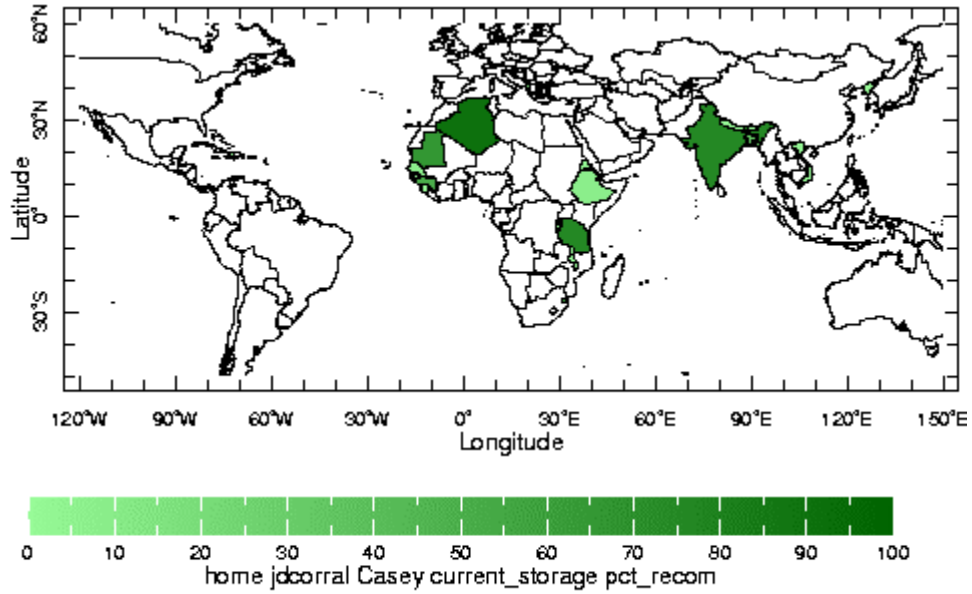 60°N
30°N
0°
30°S
Latitude
120°W 90°W 60°W 30°W 0° 30°E 60°E 90°E 120°E 150°E
Longitude
0 10 20 30 40 50 60 70 80 90 100
home jdcorral Casey current_storage pct_recom